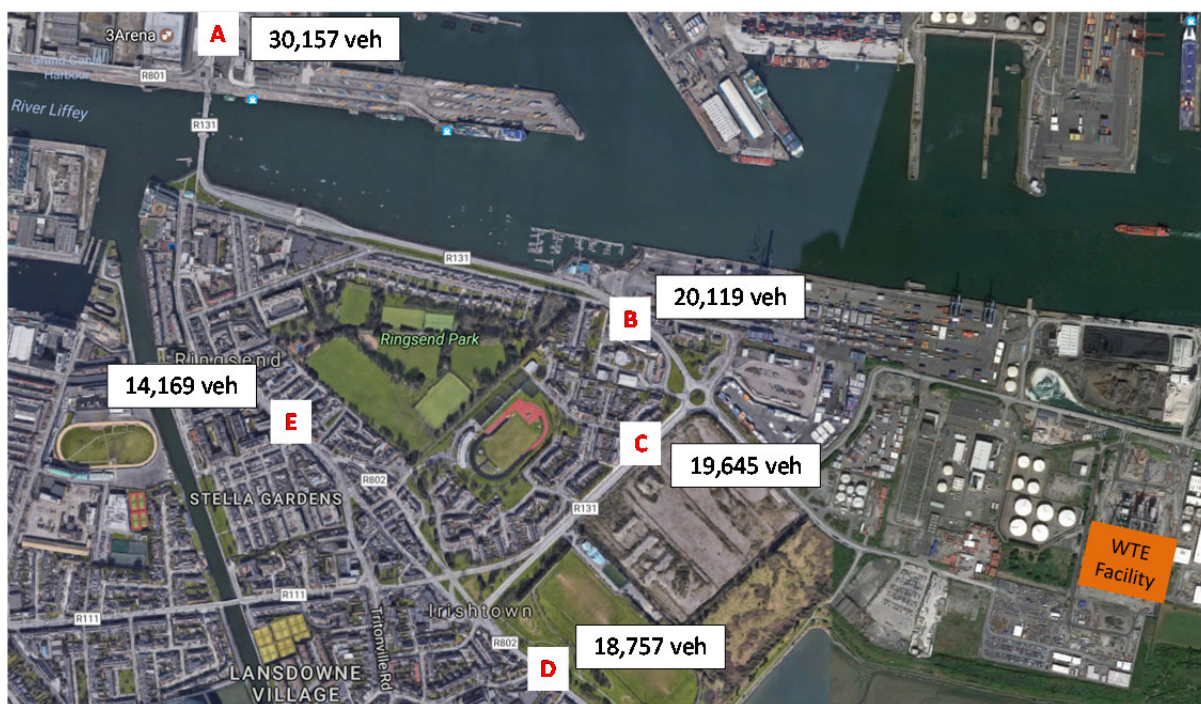 A
30,157 veh
3Arena
Grand Canal
Harbour
R801
River Liffey
R131
R131
20,119 veh
B
Ringsend Park
Ringsend
14,169 veh
E
C
19,645 veh
R802
STELLA GARDENS
R131
WTE
Facility
R111
R111
Irishtown
Tritonville Rd
R802
18,757 veh
D
LANSDOWNE
VILLAGE